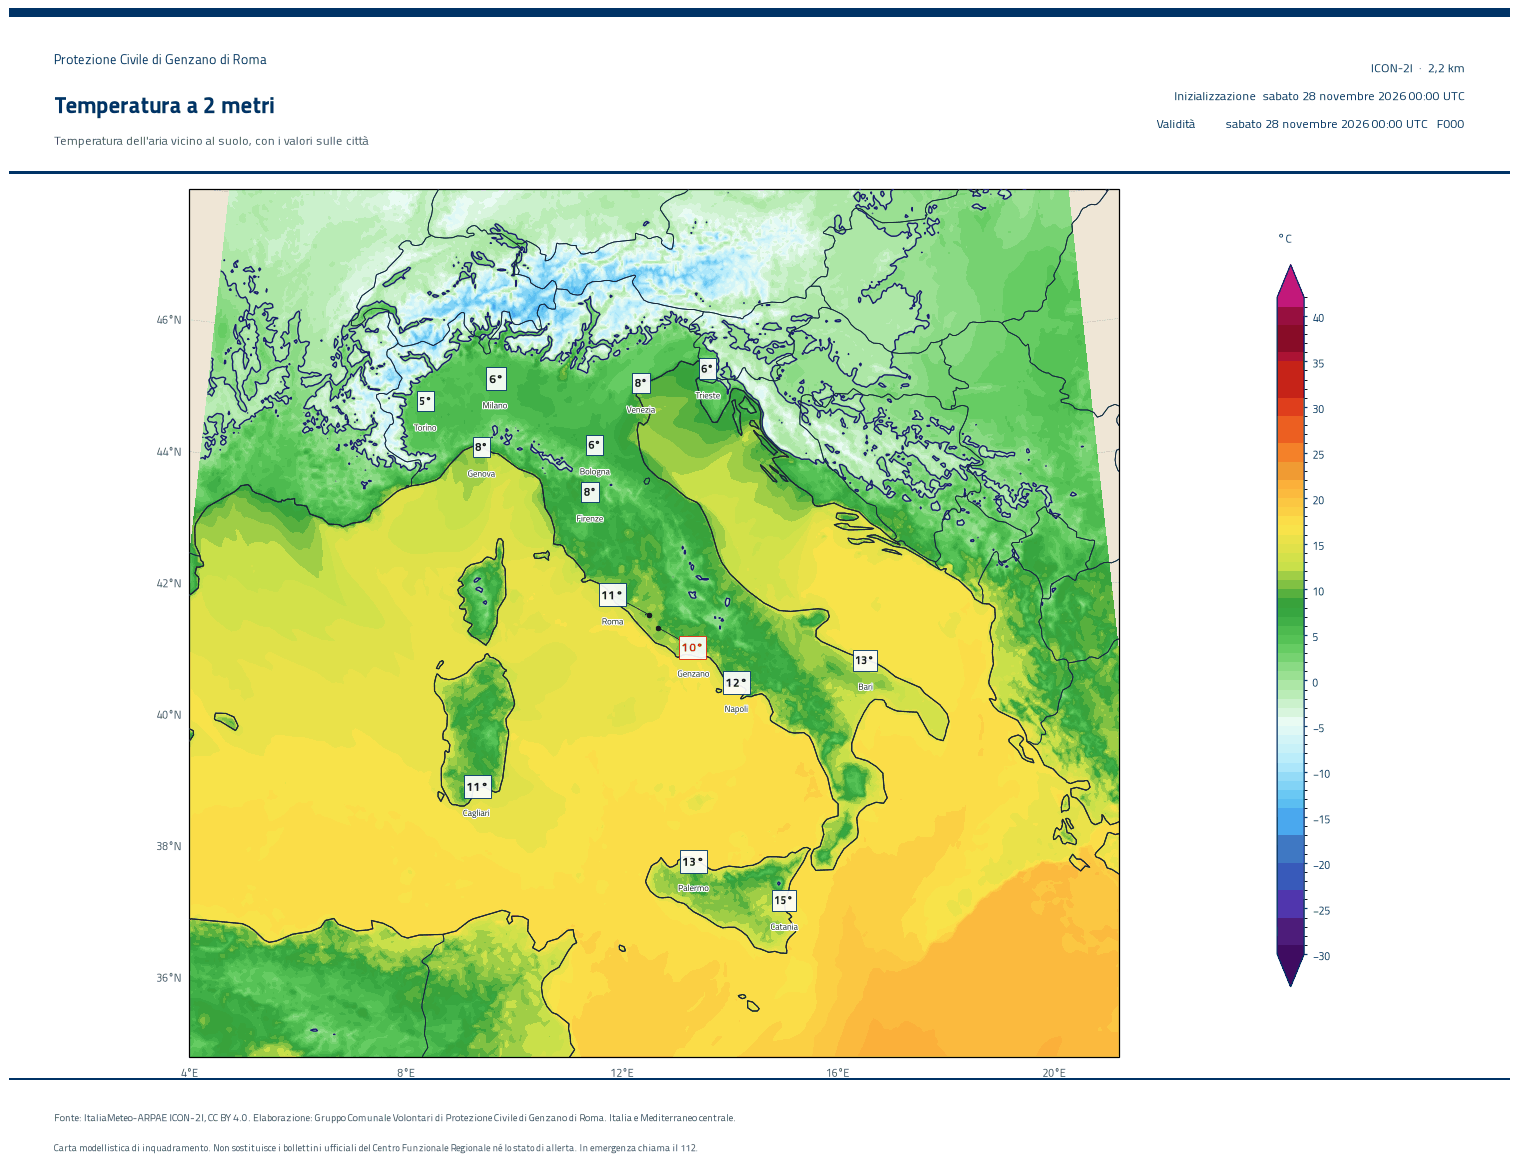 Protezione Civile di Genzano di Roma
Temperatura a 2 metri
Temperatura dell'aria vicino al suolo, con i valori sulle città
ICON-2I · 2,2 km
Inizializzazione sabato 28 novembre 2026 00:00 UTC
Validità sabato 28 novembre 2026 00:00 UTC F000
°C
40
35
30
25
20
15
10
5
0
−5
−10
−15
−20
−25
−30
46°N
44°N
42°N
40°N
38°N
36°N
4°E
8°E
12°E
16°E
20°E
6°
Milano
5°
Torino
8°
Venezia
6°
Trieste
8°
Genova
6°
Bologna
8°
Firenze
11°
Roma
10°
Genzano
12°
Napoli
13°
Bari
11°
Cagliari
13°
Palermo
15°
Catania
Fonte: ItaliaMeteo-ARPAE ICON-2I, CC BY 4.0. Elaborazione: Gruppo Comunale Volontari di Protezione Civile di Genzano di Roma. Italia e Mediterraneo centrale.
Carta modellistica di inquadramento. Non sostituisce i bollettini ufficiali del Centro Funzionale Regionale né lo stato di allerta. In emergenza chiama il 112.